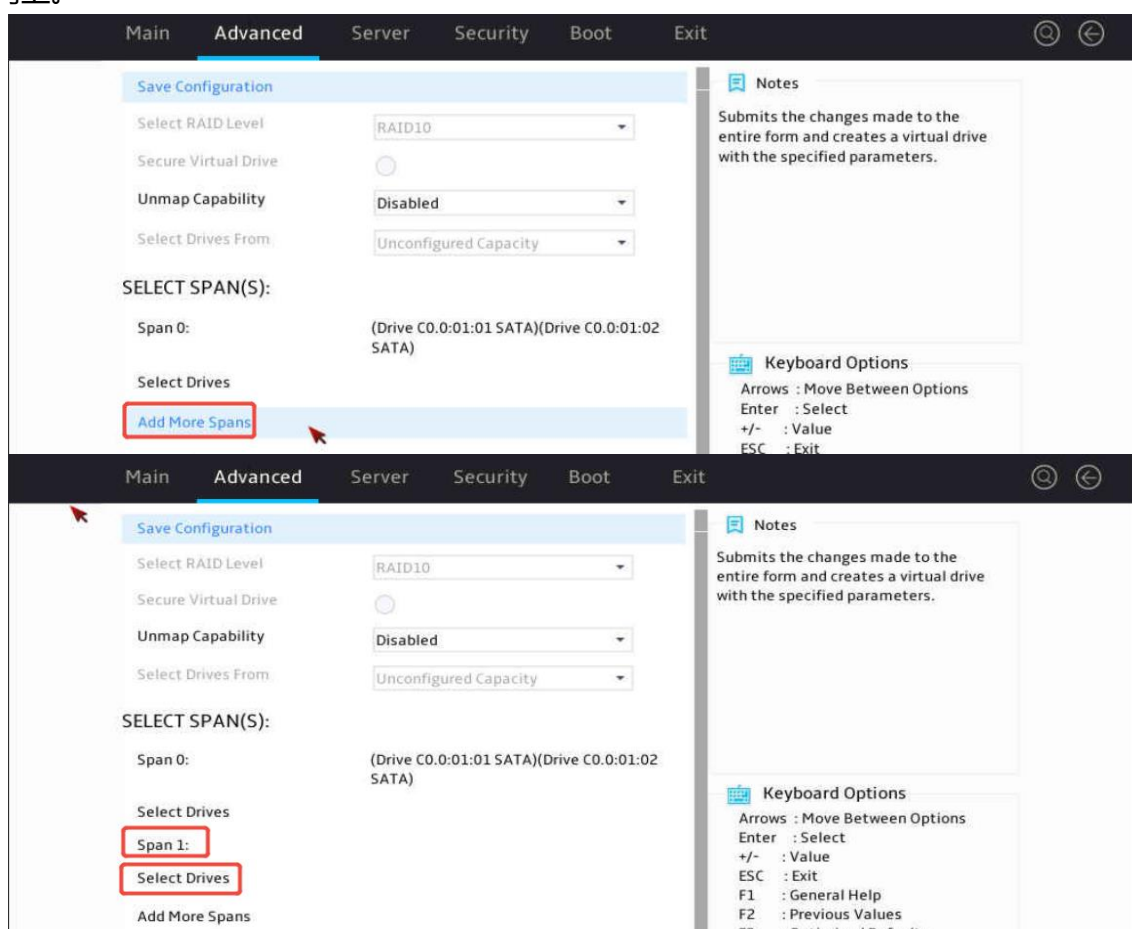 Main Advanced Server Security Boot Exit
Save Configuration
Select RAID Level RAID10
Secure Virtual Drive
Unmap Capability Disabled
Select Drives From Unconfigured Capacity
SELECT SPAN(S):
Span 0: (Drive C0.0:01:01 SATA)(Drive C0.0:01:02
SATA)
Select Drives
Add More Spans
Notes
Submits the changes made to the
entire form and creates a virtual drive
with the specified parameters.
Keyboard Options
Arrows : Move Between Options
Enter : Select
+/- : Value
ESC : Exit
Main Advanced Server Security Boot Exit
Save Configuration
Select RAID Level RAID10
Secure Virtual Drive
Unmap Capability Disabled
Select Drives From Unconfigured Capacity
SELECT SPAN(S):
Span 0: (Drive C0.0:01:01 SATA)(Drive C0.0:01:02
SATA)
Select Drives
Span 1:
Select Drives
Add More Spans
Notes
Submits the changes made to the
entire form and creates a virtual drive
with the specified parameters.
Keyboard Options
Arrows : Move Between Options
Enter : Select
+/- : Value
ESC : Exit
F1 : General Help
F2 : Previous Values